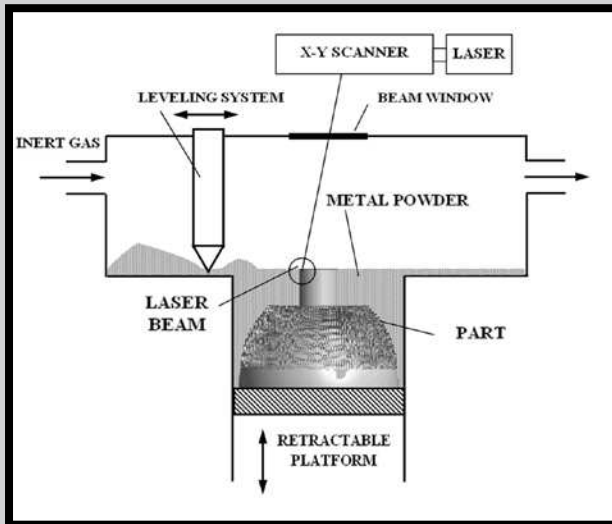 X-Y SCANNER
LASER
LEVELING SYSTEM
BEAM WINDOW
INERT GAS
METAL POWDER
LASER
BEAM
PART
RETRACTABLE
PLATFORM